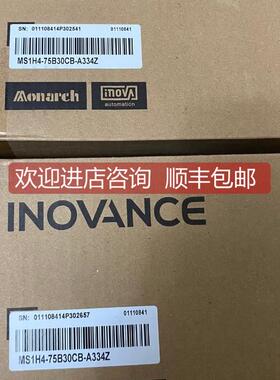 SN: 011108414P302541 01110841
MS1H4-75B30CB-A334Z
Monarch inova automation
欢迎进店咨询 顺丰包邮
INOVANCE
SN: 011108414P302657 01110841
MS1H4-75B30CB-A334Z